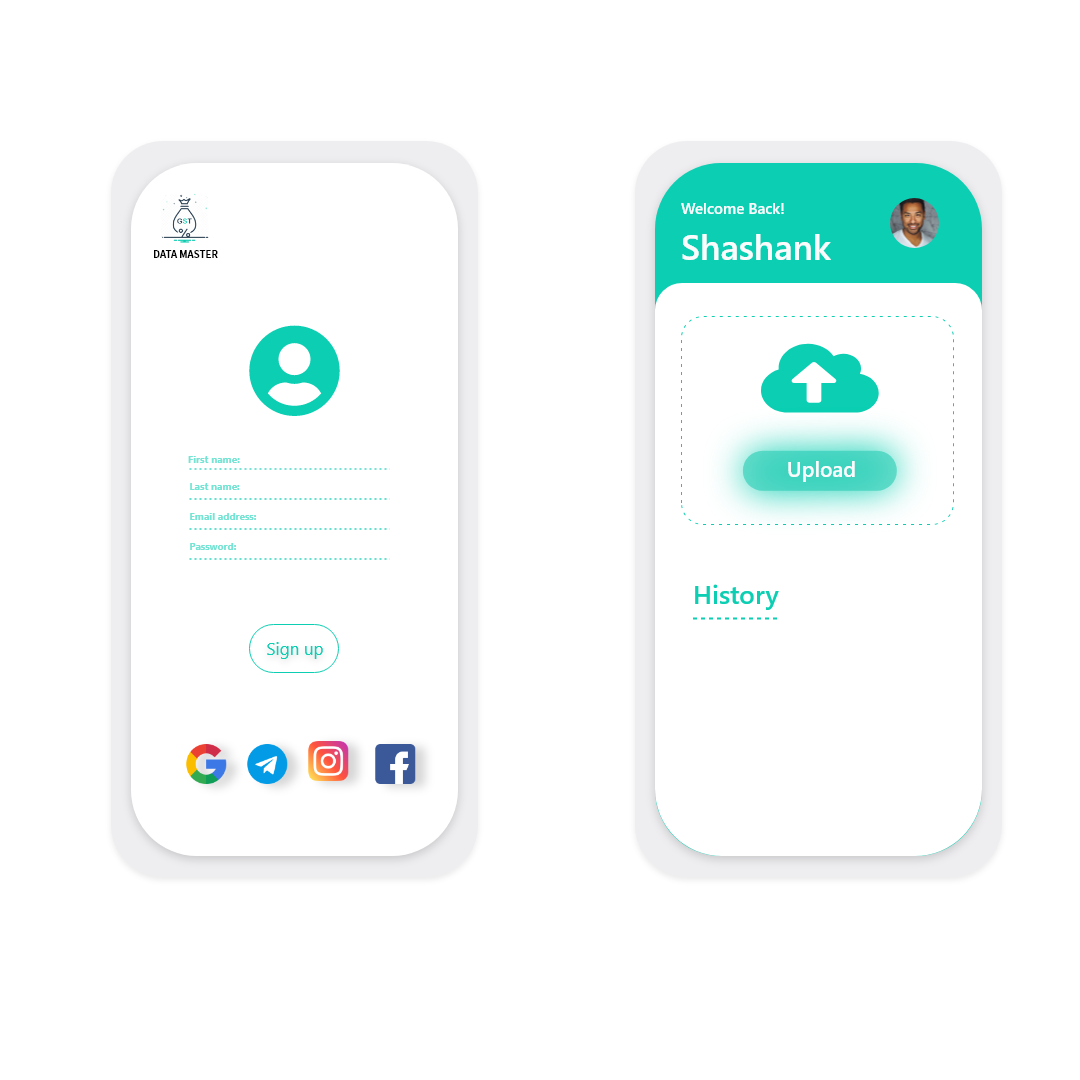 GST
DATA MASTER
First name:
Last name:
Email address:
Password:
Sign up
Welcome Back!
Shashank
Upload
History